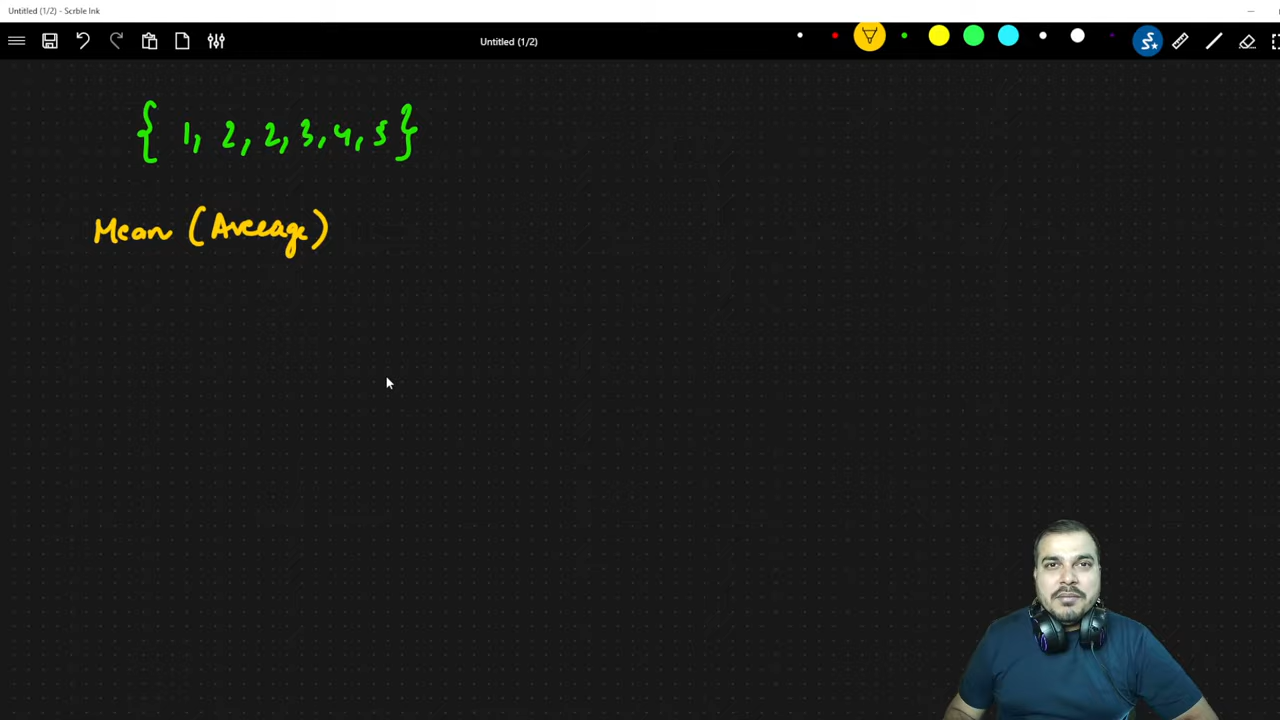 Untitled (1/2) - Scrble Ink
Untitled (1/2)
{ 1, 2, 2, 3, 4, 5 }
Mean (Average)